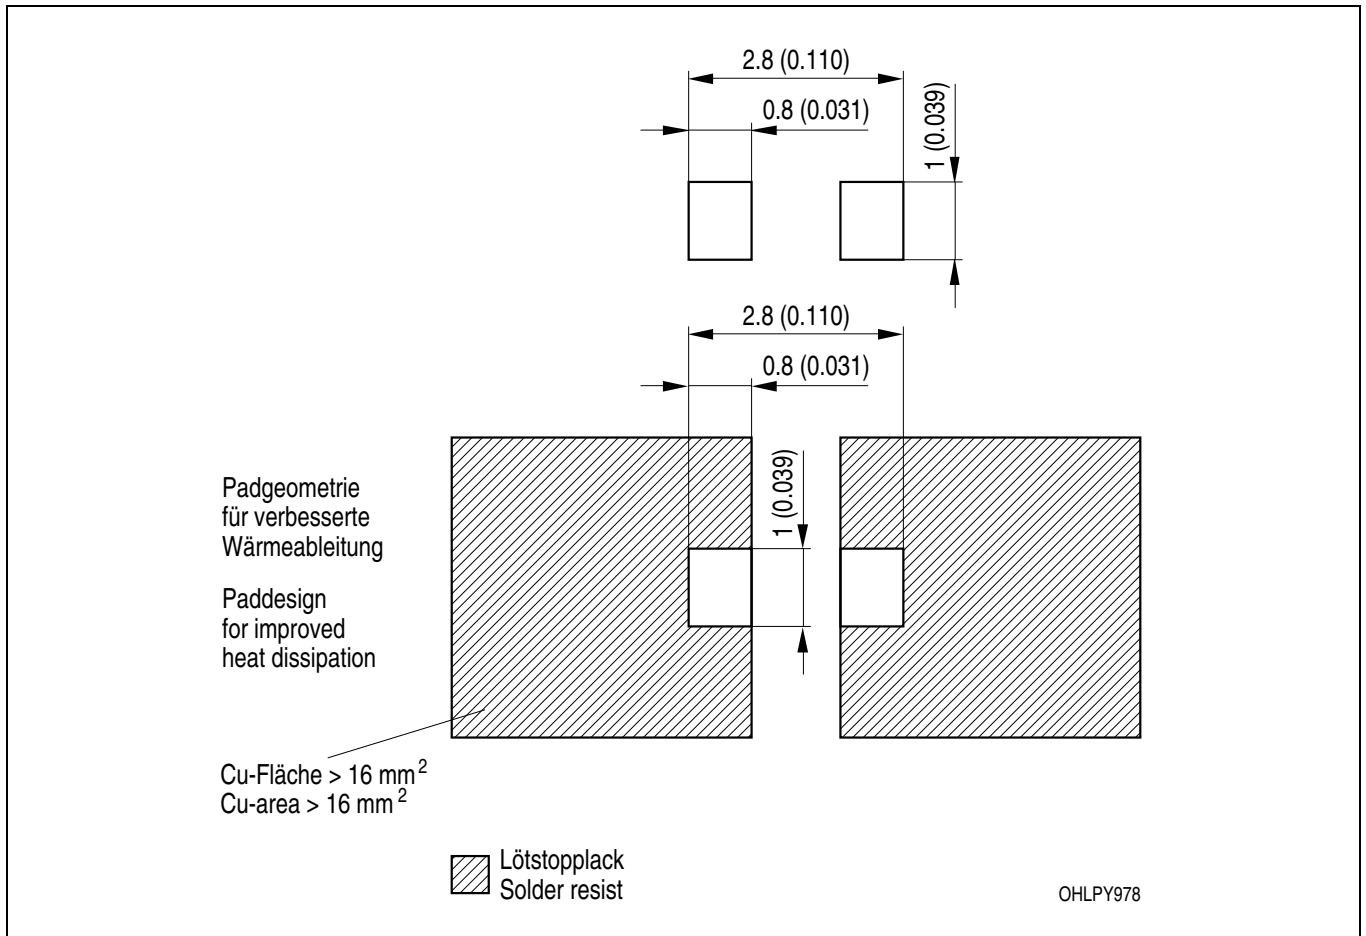 2.8 (0.110)
0.8 (0.031)
1 (0.039)
2.8 (0.110)
0.8 (0.031)
1 (0.039)
Padgeometrie
für verbesserte
Wärmeableitung
Paddesign
for improved
heat dissipation
Cu-Fläche > 16 mm²
Cu-area > 16 mm²
Lötstopplack
Solder resist
OHLPY978